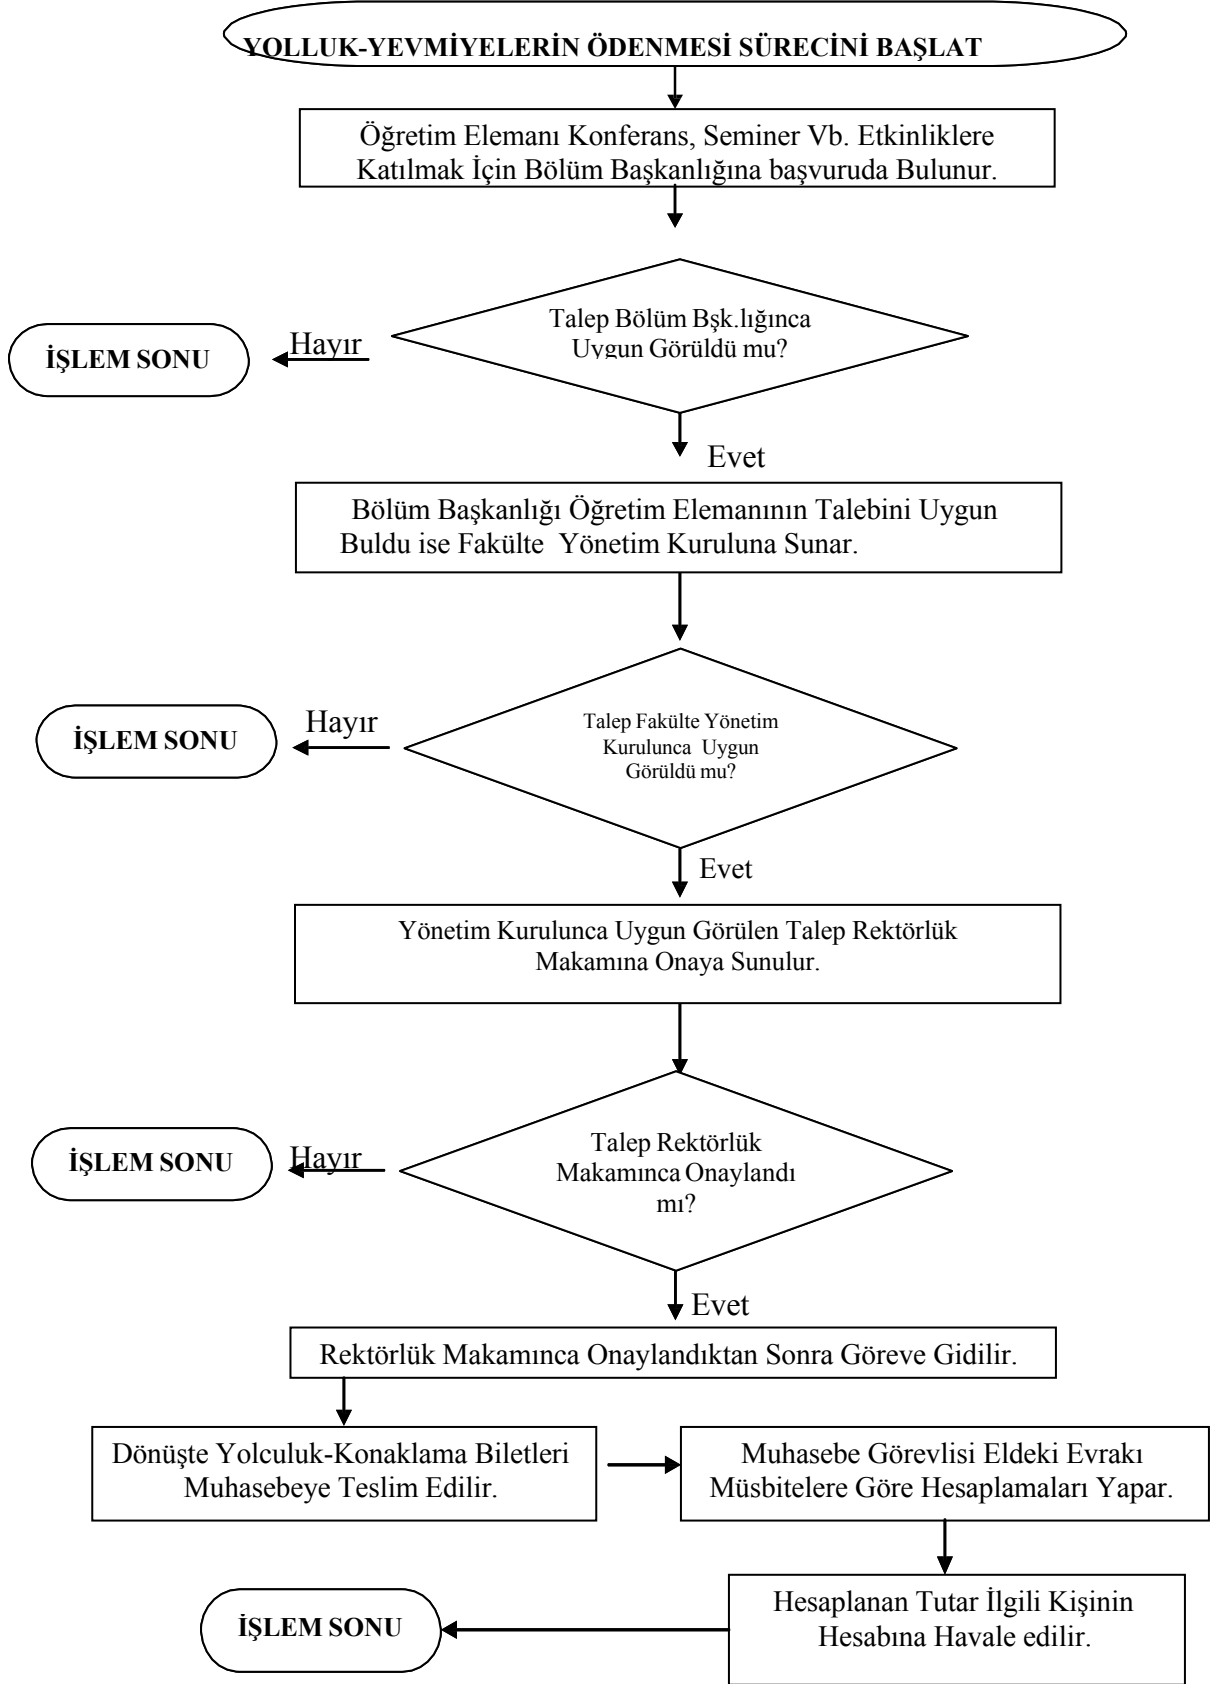 YOLLUK-YEVMİYELERİN ÖDENMESİ SÜRECİNİ BAŞLAT
Öğretim Elemanı Konferans, Seminer Vb. Etkinliklere
Katılmak İçin Bölüm Başkanlığına başvuruda Bulunur.
Talep Bölüm Bşk.lığınca
Uygun Görüldü mu?
Hayır
İŞLEM SONU
Evet
Bölüm Başkanlığı Öğretim Elemanının Talebini Uygun
Buldu ise Fakülte Yönetim Kuruluna Sunar.
Talep Fakülte Yönetim
Kurulunca Uygun
Görüldü mu?
Hayır
İŞLEM SONU
Evet
Yönetim Kurulunca Uygun Görülen Talep Rektörlük
Makamına Onaya Sunulur.
Talep Rektörlük
Makamınca Onaylandı
mı?
Hayır
İŞLEM SONU
Evet
Rektörlük Makamınca Onaylandıktan Sonra Göreve Gidilir.
Dönüşte Yolculuk-Konaklama Biletleri
Muhasebeye Teslim Edilir.
Muhasebe Görevlisi Eldeki Evrakı
Müsbitelere Göre Hesaplamaları Yapar.
Hesaplanan Tutar İlgili Kişinin
Hesabına Havale edilir.
İŞLEM SONU